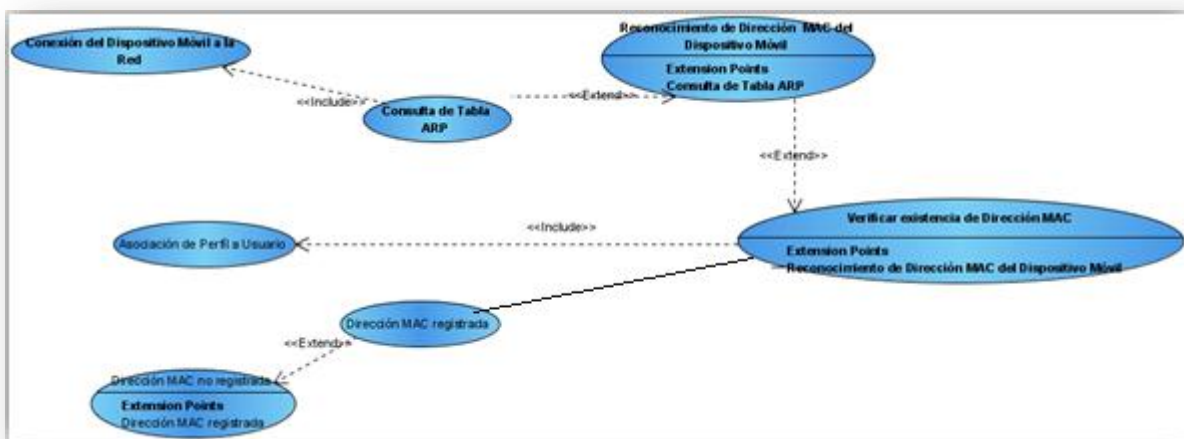 Conexión del Dispositivo Móvil a la
Red
Reconocimiento de Dirección MAC del
Dispositivo Móvil
Extension Points
Consulta de Tabla ARP
<<Include>>
<<Extend>>
Consulta de Tabla
ARP
<<Extend>>
Verificar existencia de Dirección MAC
Extension Points
Reconocimiento de Dirección MAC del Dispositivo Móvil
<<Include>>
Asociación de Perfil a Usuario
Dirección MAC registrada
<<Extend>>
Dirección MAC no registrada
Extension Points
Dirección MAC registrada